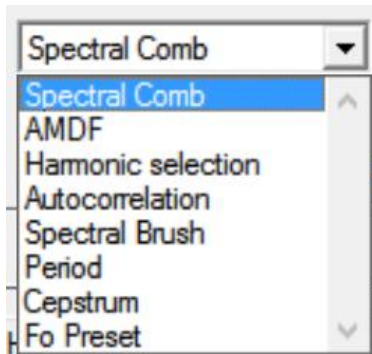 Spectral Comb
Spectral Comb
AMDF
Harmonic selection
Autocorrelation
Spectral Brush
Period
Cepstrum
Fo Preset